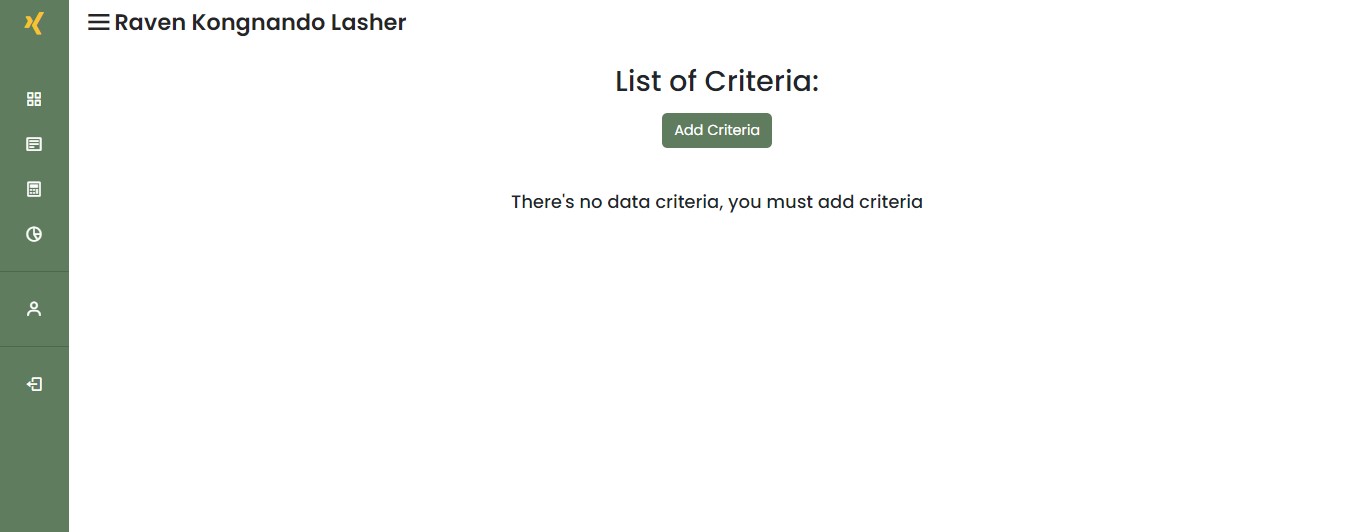 Raven Kongnando Lasher
List of Criteria:
Add Criteria
There's no data criteria, you must add criteria